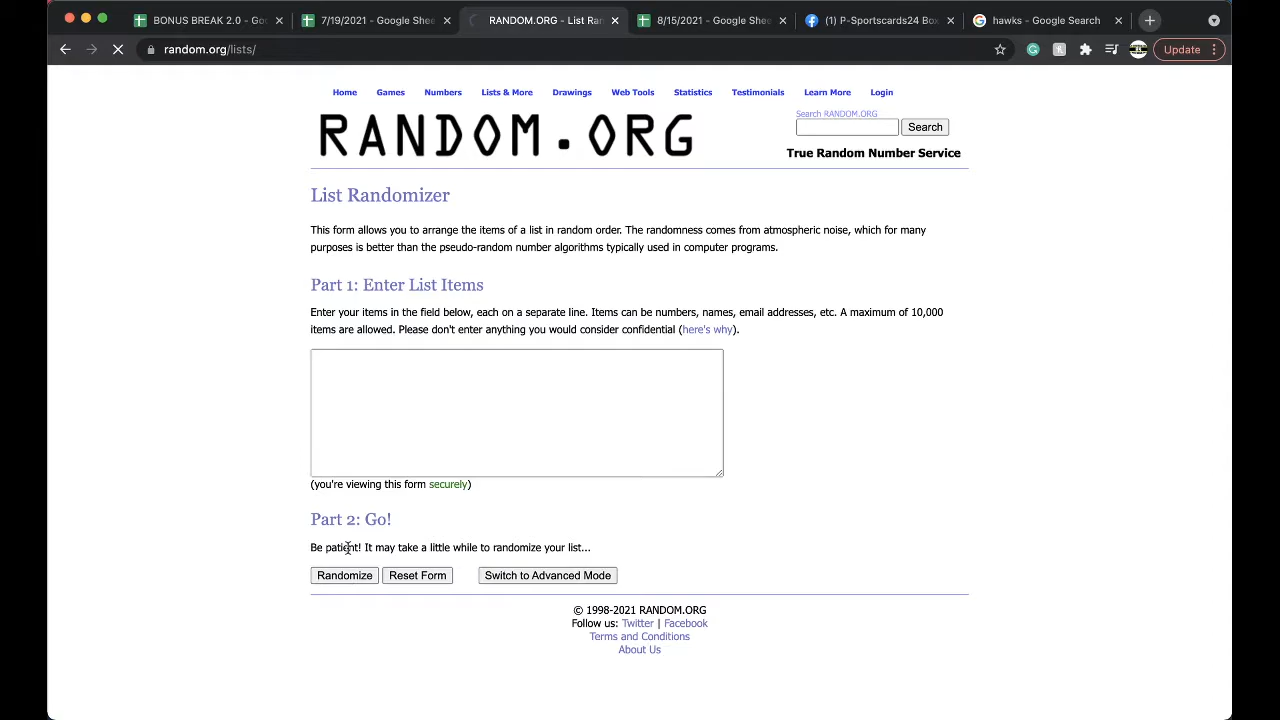 BONUS BREAK 2.0 - Goo
7/19/2021 - Google Shee
RANDOM.ORG - List Ran
8/15/2021 - Google Shee
(1) P-Sportscards24 Box
hawks - Google Search
random.org/lists/
Update
Home Games Numbers Lists & More Drawings Web Tools Statistics Testimonials Learn More Login
RANDOM.ORG
Search RANDOM.ORG
Search
True Random Number Service
List Randomizer
This form allows you to arrange the items of a list in random order. The randomness comes from atmospheric noise, which for many
purposes is better than the pseudo-random number algorithms typically used in computer programs.
Part 1: Enter List Items
Enter your items in the field below, each on a separate line. Items can be numbers, names, email addresses, etc. A maximum of 10,000
items are allowed. Please don't enter anything you would consider confidential (here's why).
(you're viewing this form securely)
Part 2: Go!
Be patient! It may take a little while to randomize your list...
Randomize Reset Form Switch to Advanced Mode
© 1998-2021 RANDOM.ORG
Follow us: Twitter | Facebook
Terms and Conditions
About Us